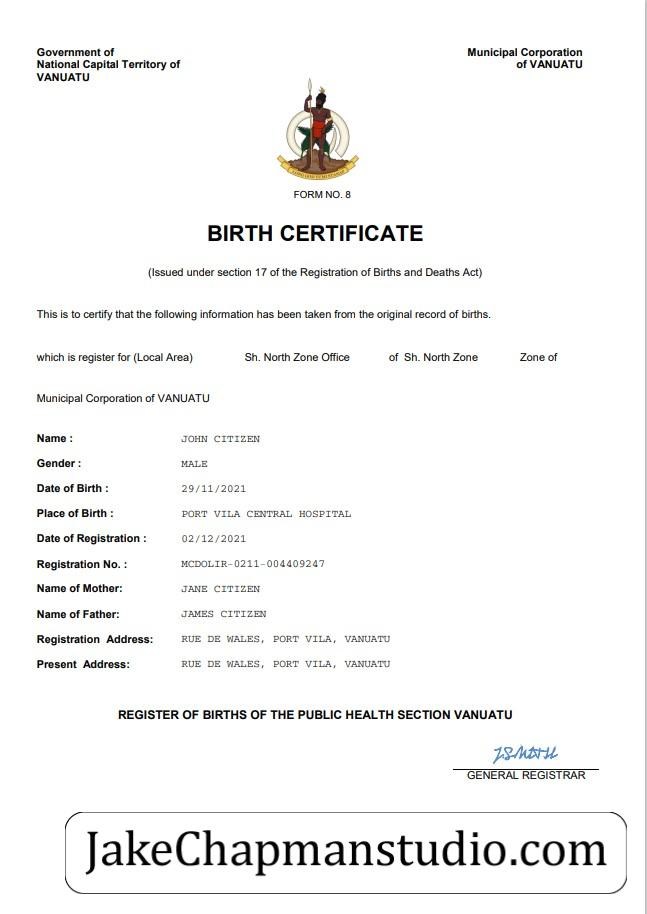 Government of
National Capital Territory of
VANUATU
Municipal Corporation
of VANUATU
FORM NO. 8
BIRTH CERTIFICATE
(Issued under section 17 of the Registration of Births and Deaths Act)
This is to certify that the following information has been taken from the original record of births.
which is register for (Local Area) Sh. North Zone Office of Sh. North Zone Zone of
Municipal Corporation of VANUATU
Name : JOHN CITIZEN
Gender : MALE
Date of Birth : 29/11/2021
Place of Birth : PORT VILA CENTRAL HOSPITAL
Date of Registration : 02/12/2021
Registration No. : MCDOLIR-0211-004409247
Name of Mother: JANE CITIZEN
Name of Father: JAMES CITIZEN
Registration Address: RUE DE WALES, PORT VILA, VANUATU
Present Address: RUE DE WALES, PORT VILA, VANUATU
REGISTER OF BIRTHS OF THE PUBLIC HEALTH SECTION VANUATU
GENERAL REGISTRAR
JakeChapmanstudio.com